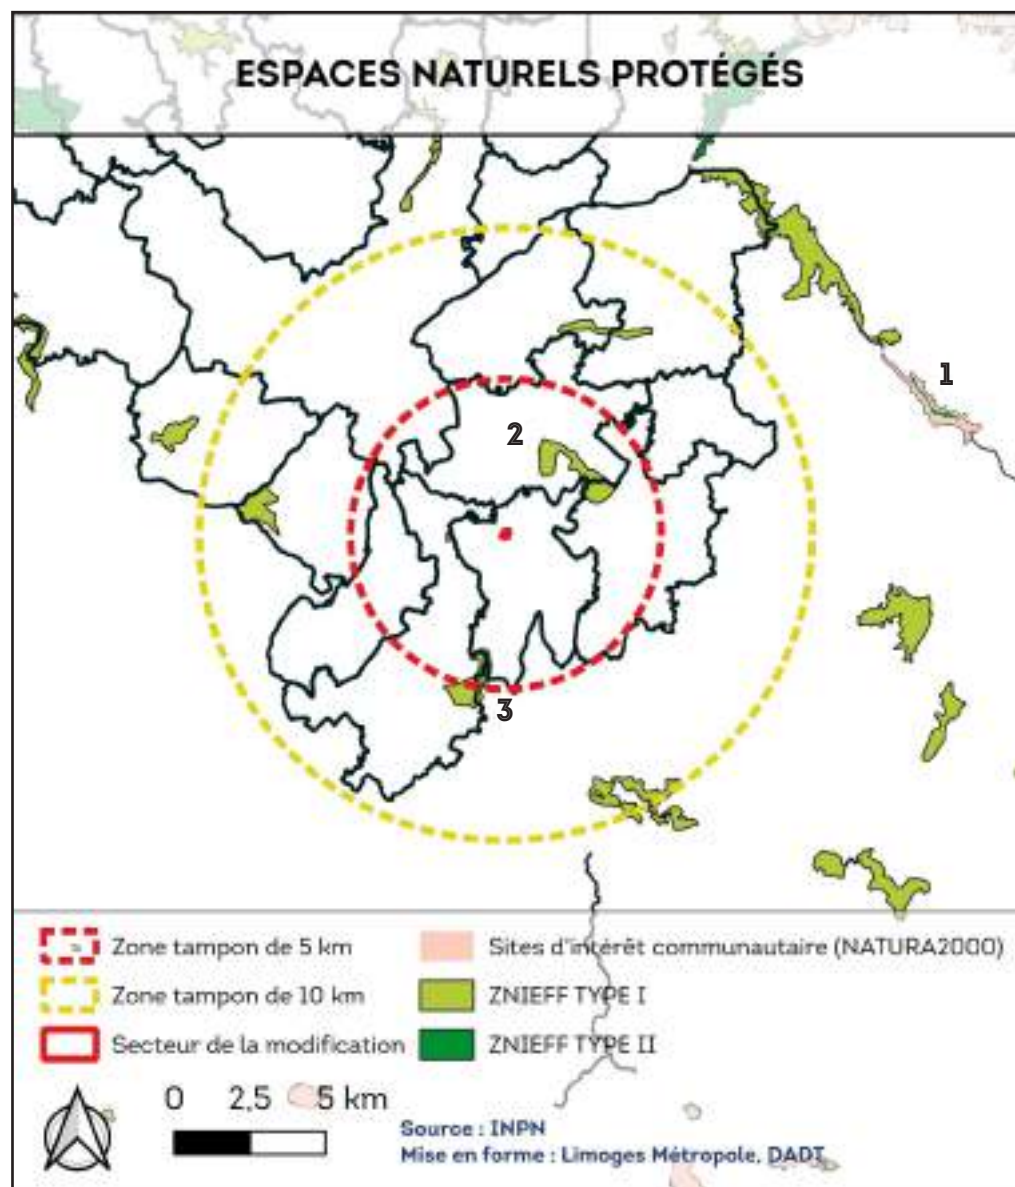 ESPACES NATURELS PROTÉGÉS
1
2
3
Zone tampon de 5 km
Zone tampon de 10 km
Secteur de la modification
Sites d'intérêt communautaire (NATURA2000)
ZNIEFF TYPE I
ZNIEFF TYPE II
0 2,5 5 km
Source : INPN
Mise en forme : Limoges Métropole, DADT